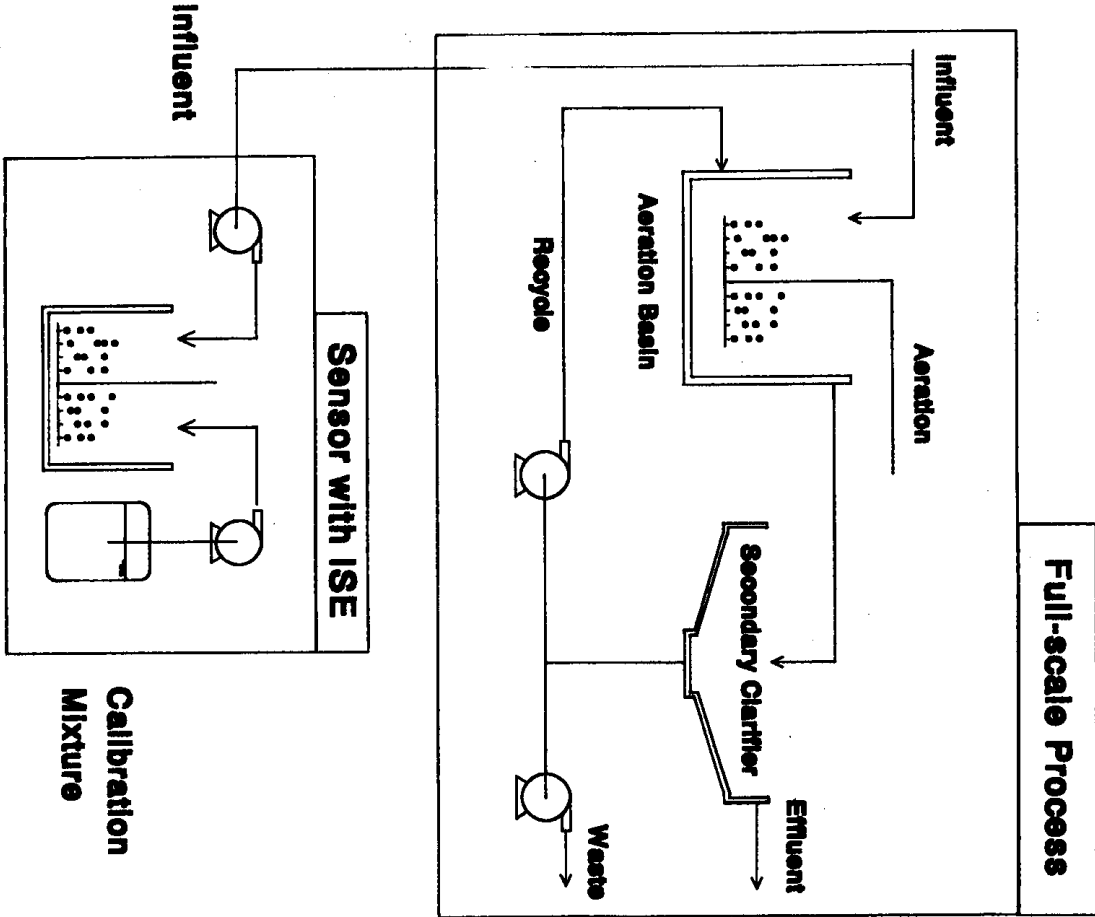 Full-scale Process
Influent
Aeration
Aeration Basin
Recycle
Secondary Clarifier
Effluent
Waste
Sensor with ISE
Influent
Calibration
Mixture